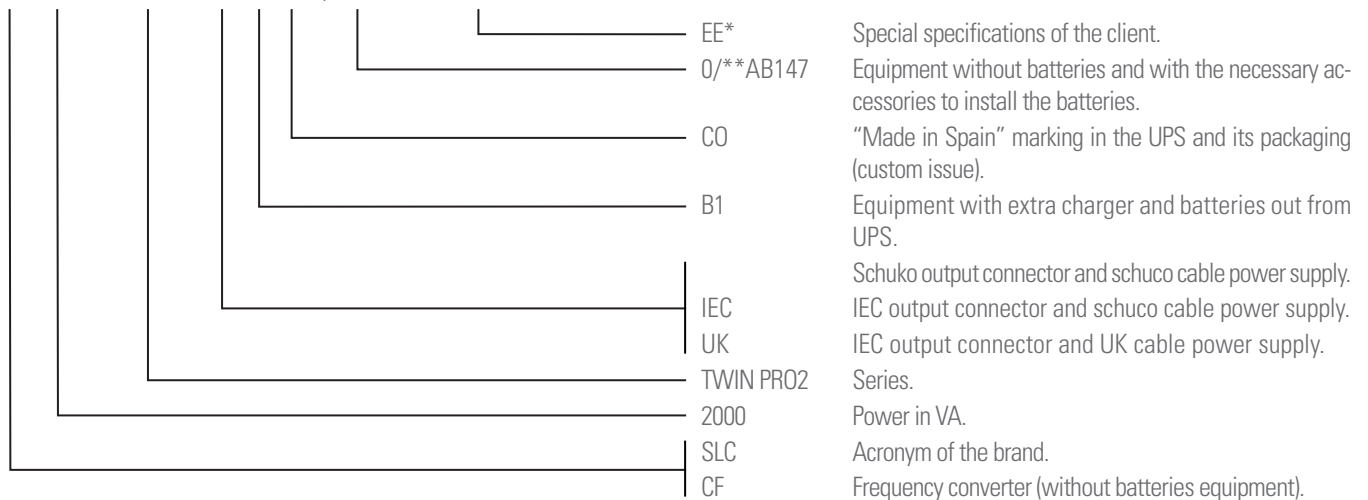 EE* Special specifications of the client.
0/**AB147 Equipment without batteries and with the necessary ac-
cessories to install the batteries.
CO “Made in Spain” marking in the UPS and its packaging
(custom issue).
B1 Equipment with extra charger and batteries out from
UPS.
Schuko output connector and schuco cable power supply.
IEC IEC output connector and schuco cable power supply.
UK IEC output connector and UK cable power supply.
TWIN PRO2 Series.
2000 Power in VA.
SLC Acronym of the brand.
CF Frequency converter (without batteries equipment).